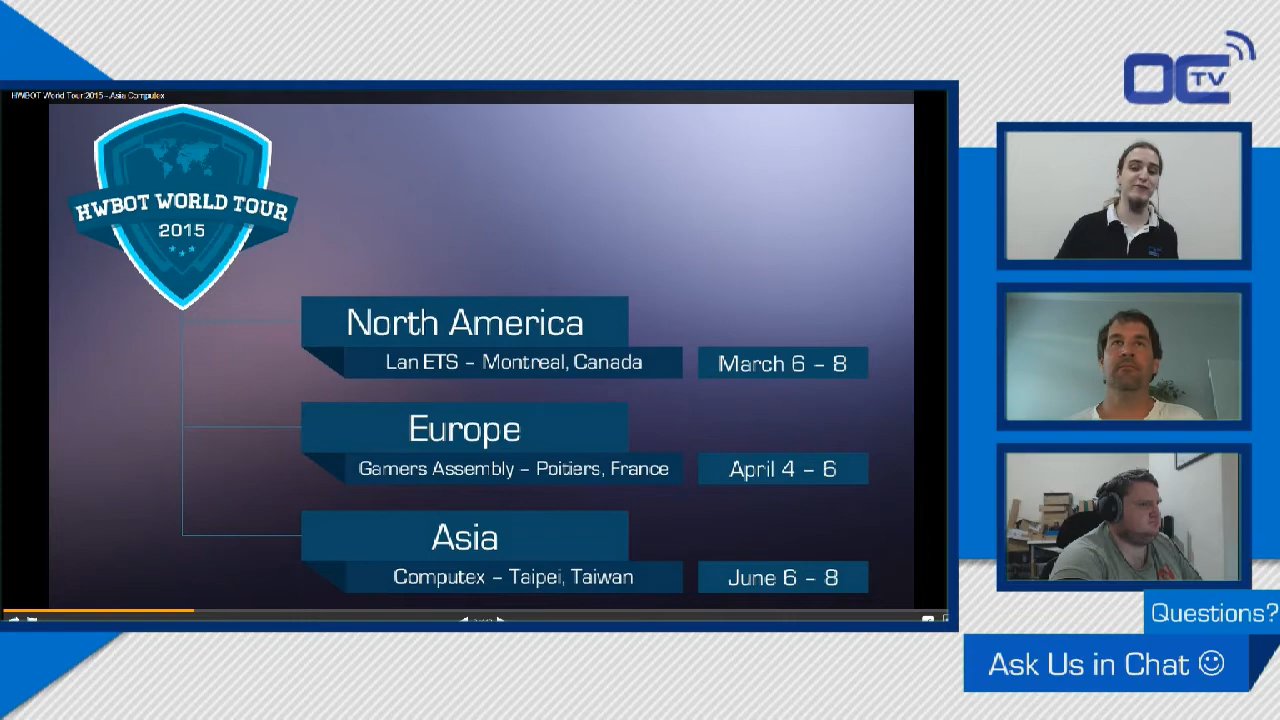 OC TV
HWBOT World Tour 2015 - Asia Computex
HWBOT WORLD TOUR
2015
North America
Lan ETS – Montreal, Canada
March 6 – 8
Europe
Gamers Assembly – Poitiers, France
April 4 – 6
Asia
Computex – Taipei, Taiwan
June 6 – 8
Questions?
Ask Us in Chat ☺